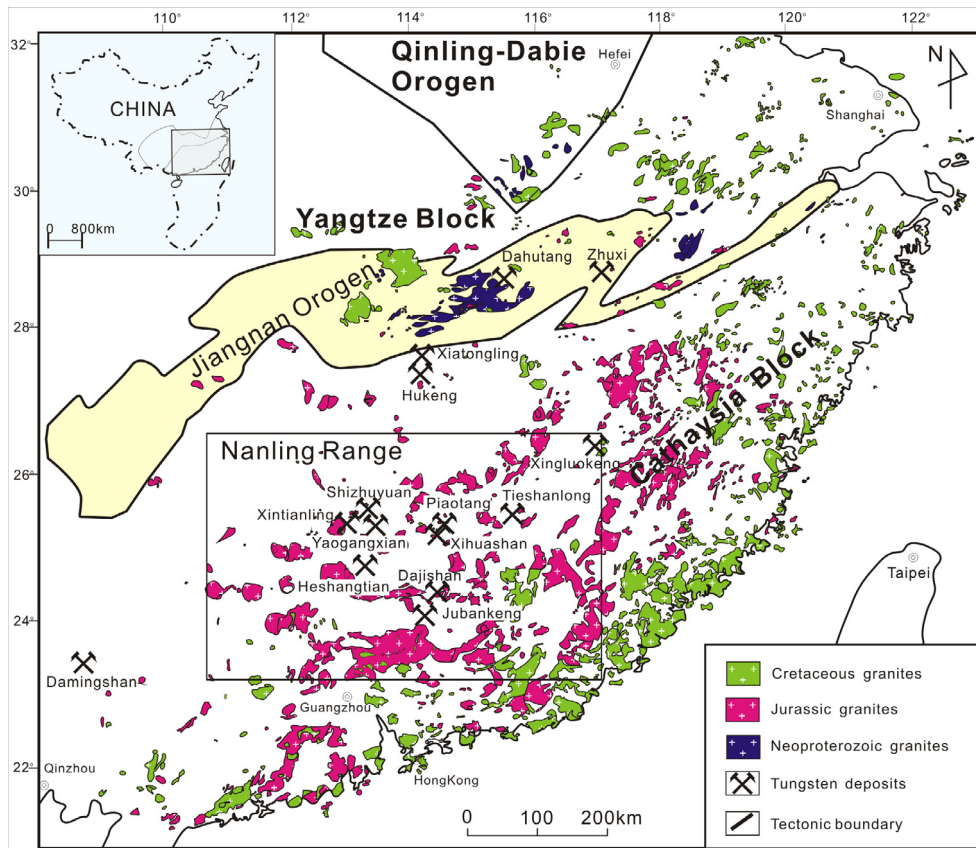 110°
112°
114°
116°
118°
120°
122°
32°
30°
28°
26°
24°
22°
CHINA
0 800km
Qinling-Dabie
Orogen
Hefei
N
Shanghai
Yangtze Block
Jiangnan Orogen
Dahutang
Zhuxi
Xiatongling
Hukeng
Cathaysia Block
Nanling Range
Xingluokeng
Shizhuyuan
Piaotang
Tieshanlong
Xintianling
Yaogangxian
Xihuashan
Heshangtian
Dajishan
Jubankeng
Taipei
Damingshan
Guangzhou
Qinzhou
HongKong
0 100 200km
Cretaceous granites
Jurassic granites
Neoproterozoic granites
Tungsten deposits
Tectonic boundary